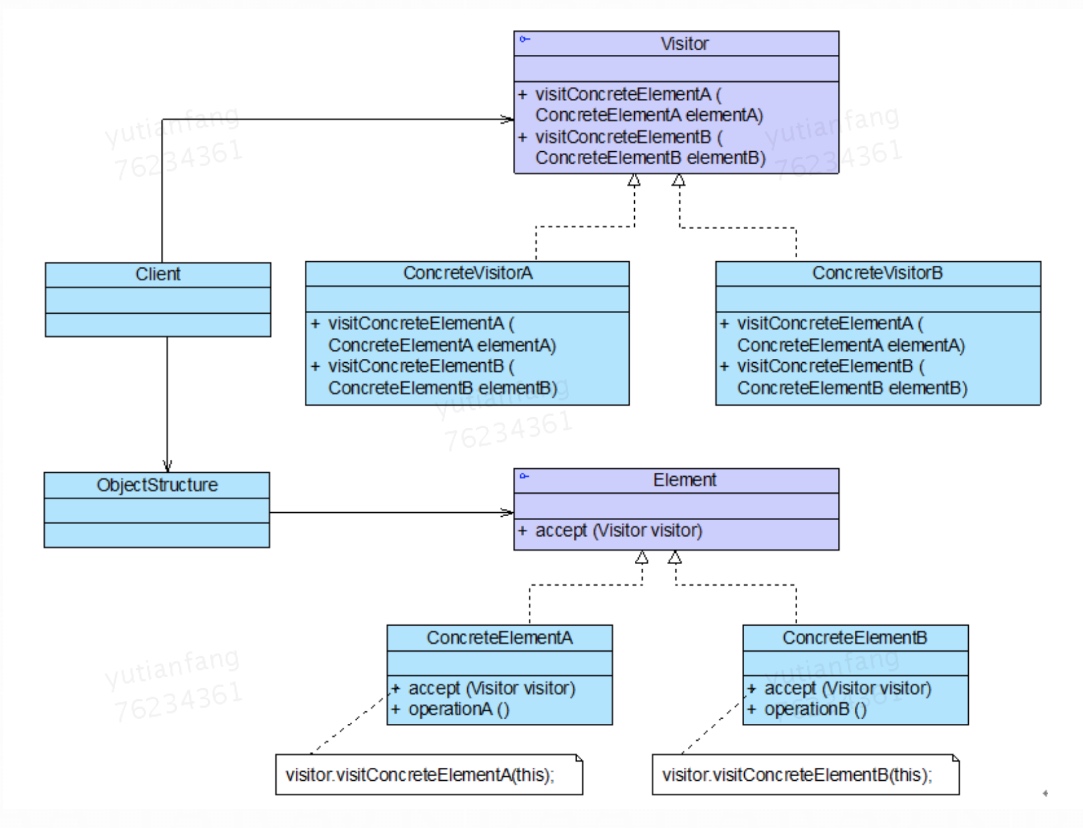 Visitor
+ visitConcreteElementA (
ConcreteElementA elementA)
+ visitConcreteElementB (
ConcreteElementB elementB)
yutianfang
76234361
yutianfang
76234361
Client
ConcreteVisitorA
+ visitConcreteElementA (
ConcreteElementA elementA)
+ visitConcreteElementB (
ConcreteElementB elementB)
ConcreteVisitorB
+ visitConcreteElementA (
ConcreteElementA elementA)
+ visitConcreteElementB (
ConcreteElementB elementB)
yutianfang
76234361
ObjectStructure
Element
+ accept (Visitor visitor)
ConcreteElementA
+ accept (Visitor visitor)
+ operationA ()
ConcreteElementB
+ accept (Visitor visitor)
+ operationB ()
yutianfang
76234361
yutianfang
76234361
visitor.visitConcreteElementA(this);
visitor.visitConcreteElementB(this);